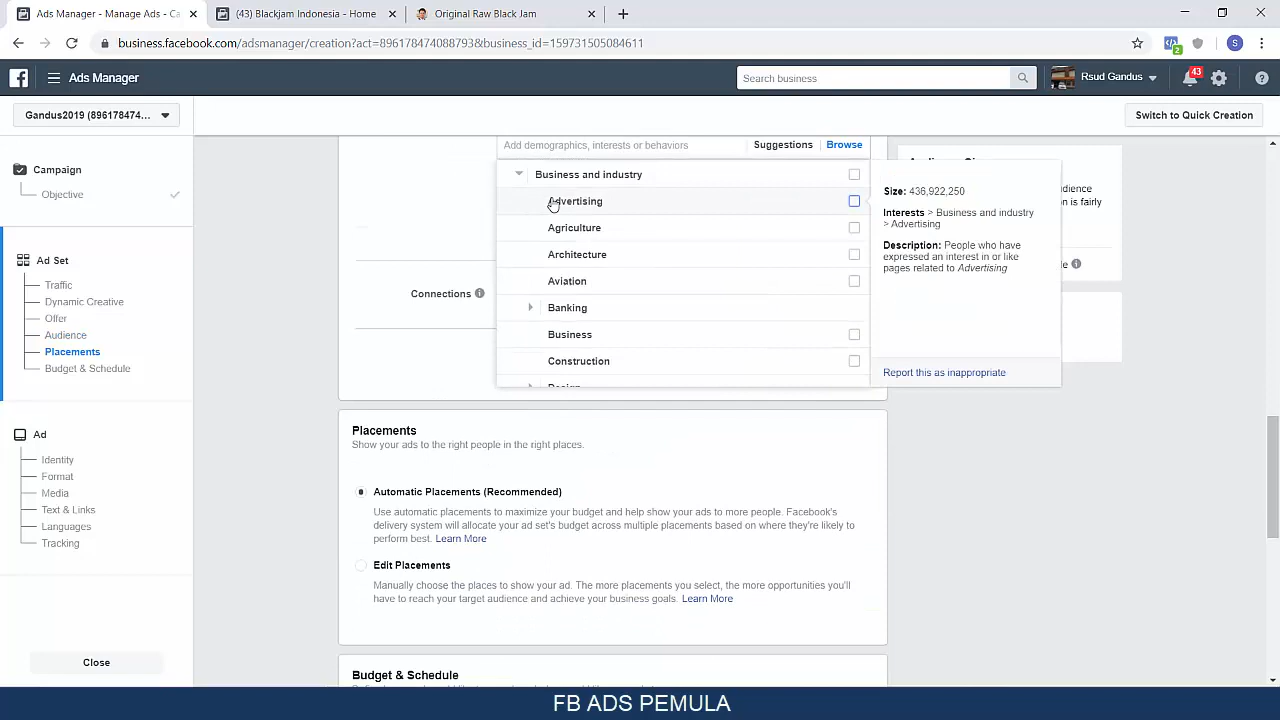 Ads Manager - Manage Ads - Ca
(43) Blackjam Indonesia - Home
Original Raw Black Jam
business.facebook.com/adsmanager/creation?act=896178474088793&business_id=159731505084611
2
S
Ads Manager
Search business
Rsud Gandus
43
Gandus2019 (896178474...
Switch to Quick Creation
Campaign
Objective
Ad Set
Traffic
Dynamic Creative
Offer
Audience
Placements
Budget & Schedule
Ad
Identity
Format
Media
Text & Links
Languages
Tracking
Close
Add demographics, interests or behaviors
Suggestions
Browse
Business and industry
Advertising
Agriculture
Architecture
Aviation
Banking
Business
Construction
Design
Connections
Size: 436,922,250
Interests > Business and industry
> Advertising
Description: People who have
expressed an interest in or like
pages related to Advertising
Report this as inappropriate
Placements
Show your ads to the right people in the right places.
Automatic Placements (Recommended)
Use automatic placements to maximize your budget and help show your ads to more people. Facebook's
delivery system will allocate your ad set's budget across multiple placements based on where they're likely to
perform best. Learn More
Edit Placements
Manually choose the places to show your ad. The more placements you select, the more opportunities you'll
have to reach your target audience and achieve your business goals. Learn More
Budget & Schedule
FB ADS PEMULA